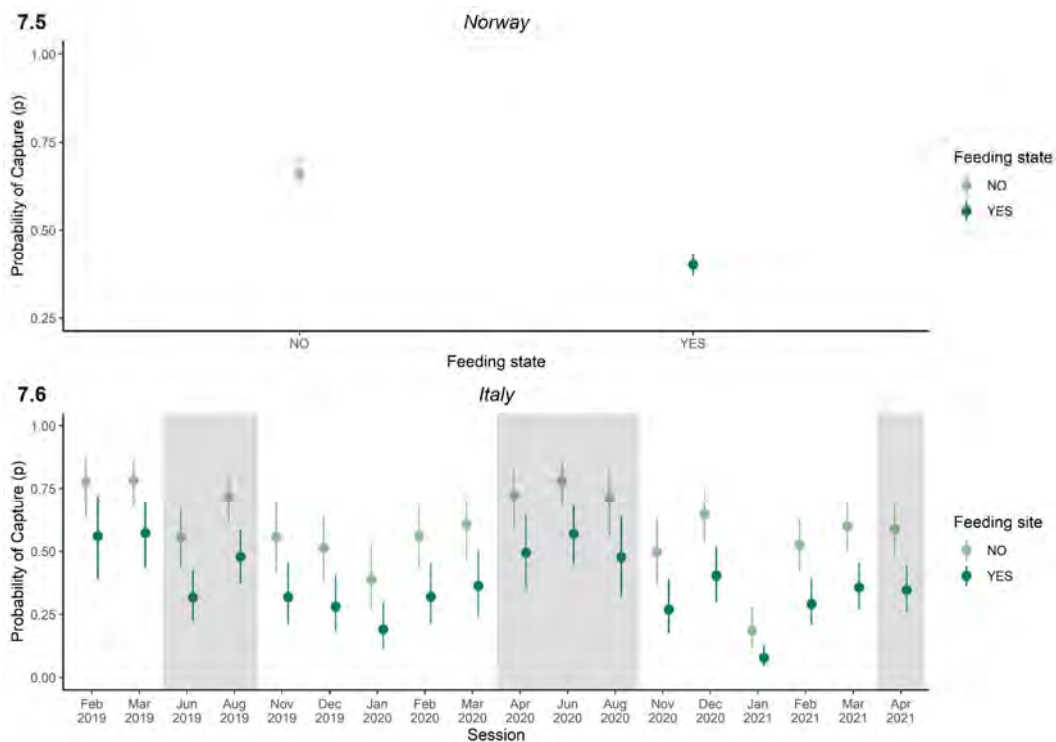 7.5
Norway
1.00
0.75
0.50
0.25
Probability of Capture (p)
NO
YES
Feeding state
Feeding state
NO
YES
7.6
Italy
1.00
0.75
0.50
0.25
0.00
Probability of Capture (p)
Feb Mar Jun Aug Nov Dec Jan Feb Mar Apr Jun Aug Nov Dec Jan Feb Mar Apr
2019 2019 2019 2019 2019 2019 2020 2020 2020 2020 2020 2020 2020 2020 2021 2021 2021 2021
Session
Feeding site
NO
YES